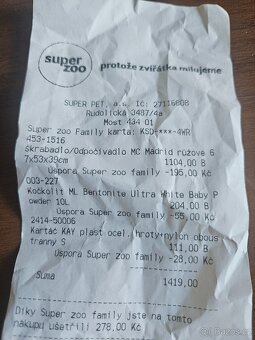 super
zoo
protože zvířátka milujeme
SUPER PET, a.s. IČ: 27116808
Rudolická 3487/4a
Most 434 01
Super zoo Family karta: KSD-***-4WR
453-1516
Škrabadlo/Odpočívadlo MC Madrid růžové 6
7x53x39cm 1104,00 B
Úspora Super zoo family -195,00 Kč
003-227
Kočkolit ML Bentonite Ultra White Baby P
owder 10L 204,00 B
Úspora Super zoo family -55,00 Kč
2414-50006
Kartáč KAY plast ocel. hroty+nylon obous
tranný S 111,00 B
Úspora Super zoo family -28,00 Kč
Suma 1419,00
Díky Super zoo family jste na tomto
nákupu ušetřili 278,00 Kč